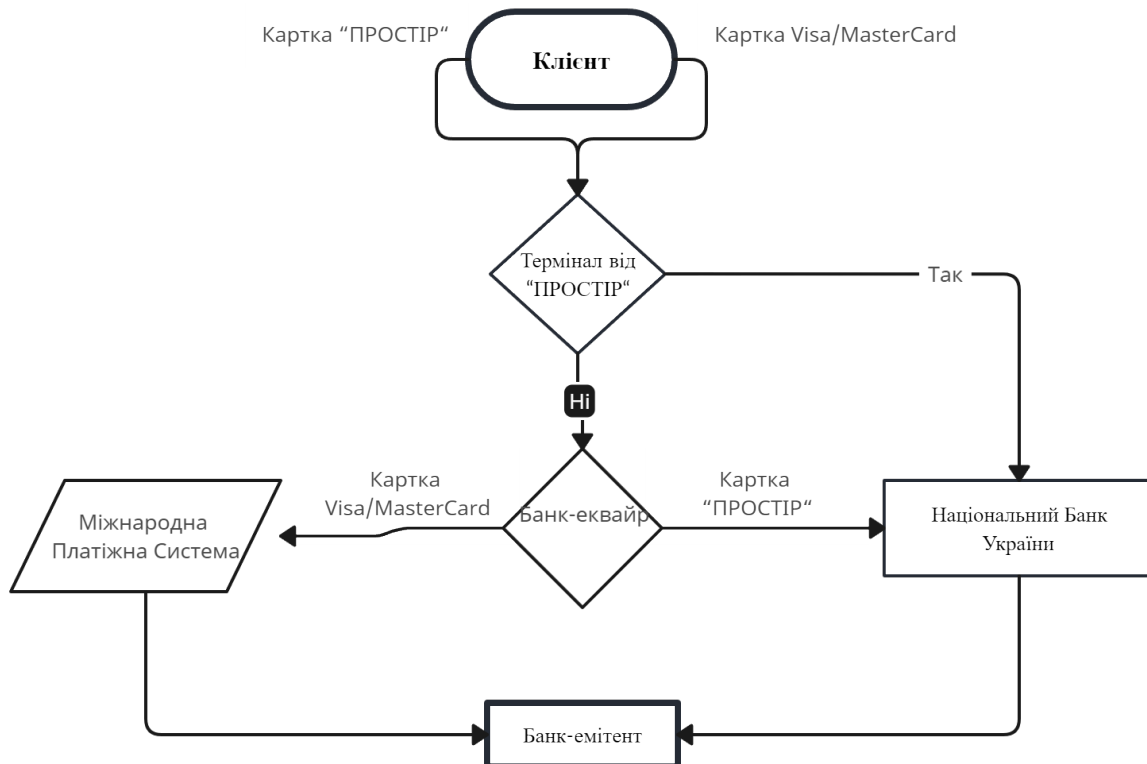 Картка “ПРОСТІР“
Клієнт
Картка Visa/MasterCard
Термінал від
“ПРОСТІР“
Так
Ні
Картка
Visa/MasterCard
Банк-еквайр
Картка
“ПРОСТІР“
Міжнародна
Платіжна Система
Національний Банк
України
Банк-емітент